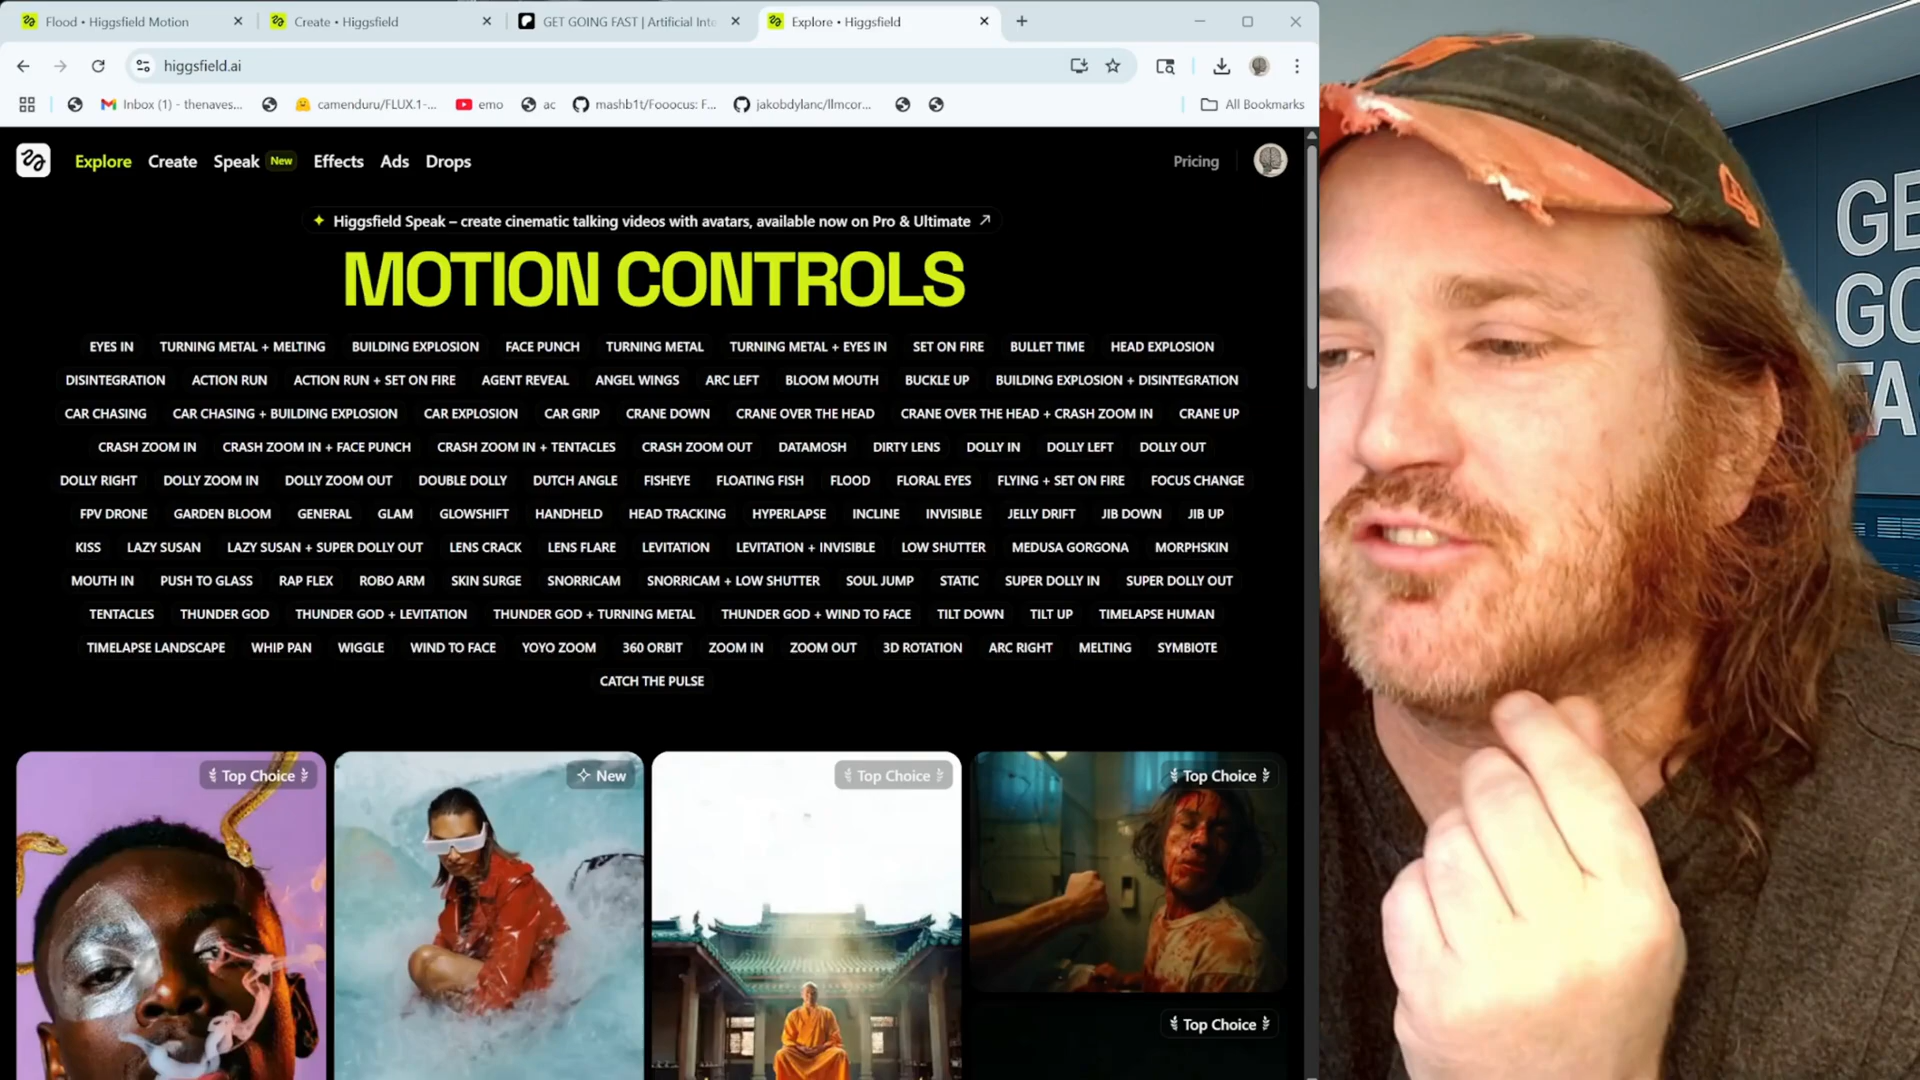 Flood • Higgsfield Motion
Create • Higgsfield
GET GOING FAST | Artificial Inte
Explore • Higgsfield
higgsfield.ai
Inbox (1) - thenaves...
camenduru/FLUX.1-...
emo
ac
mashb1t/Fooocus: F...
jakobdylanc/llmcor...
All Bookmarks
Explore Create Speak New Effects Ads Drops
Pricing
Higgsfield Speak – create cinematic talking videos with avatars, available now on Pro & Ultimate
MOTION CONTROLS
EYES IN TURNING METAL + MELTING BUILDING EXPLOSION FACE PUNCH TURNING METAL TURNING METAL + EYES IN SET ON FIRE BULLET TIME HEAD EXPLOSION
DISINTEGRATION ACTION RUN ACTION RUN + SET ON FIRE AGENT REVEAL ANGEL WINGS ARC LEFT BLOOM MOUTH BUCKLE UP BUILDING EXPLOSION + DISINTEGRATION
CAR CHASING CAR CHASING + BUILDING EXPLOSION CAR EXPLOSION CAR GRIP CRANE DOWN CRANE OVER THE HEAD CRANE OVER THE HEAD + CRASH ZOOM IN CRANE UP
CRASH ZOOM IN CRASH ZOOM IN + FACE PUNCH CRASH ZOOM IN + TENTACLES CRASH ZOOM OUT DATAMOSH DIRTY LENS DOLLY IN DOLLY LEFT DOLLY OUT
DOLLY RIGHT DOLLY ZOOM IN DOLLY ZOOM OUT DOUBLE DOLLY DUTCH ANGLE FISHEYE FLOATING FISH FLOOD FLORAL EYES FLYING + SET ON FIRE FOCUS CHANGE
FPV DRONE GARDEN BLOOM GENERAL GLAM GLOWSHIFT HANDHELD HEAD TRACKING HYPERLAPSE INCLINE INVISIBLE JELLY DRIFT JIB DOWN JIB UP
KISS LAZY SUSAN LAZY SUSAN + SUPER DOLLY OUT LENS CRACK LENS FLARE LEVITATION LEVITATION + INVISIBLE LOW SHUTTER MEDUSA GORGONA MORPHSKIN
MOUTH IN PUSH TO GLASS RAP FLEX ROBO ARM SKIN SURGE SNORRICAM SNORRICAM + LOW SHUTTER SOUL JUMP STATIC SUPER DOLLY IN SUPER DOLLY OUT
TENTACLES THUNDER GOD THUNDER GOD + LEVITATION THUNDER GOD + TURNING METAL THUNDER GOD + WIND TO FACE TILT DOWN TILT UP TIMELAPSE HUMAN
TIMELAPSE LANDSCAPE WHIP PAN WIGGLE WIND TO FACE YOYO ZOOM 360 ORBIT ZOOM IN ZOOM OUT 3D ROTATION ARC RIGHT MELTING SYMBIOTE
CATCH THE PULSE
Top Choice
New
Top Choice
Top Choice
Top Choice
GE
GO
FA